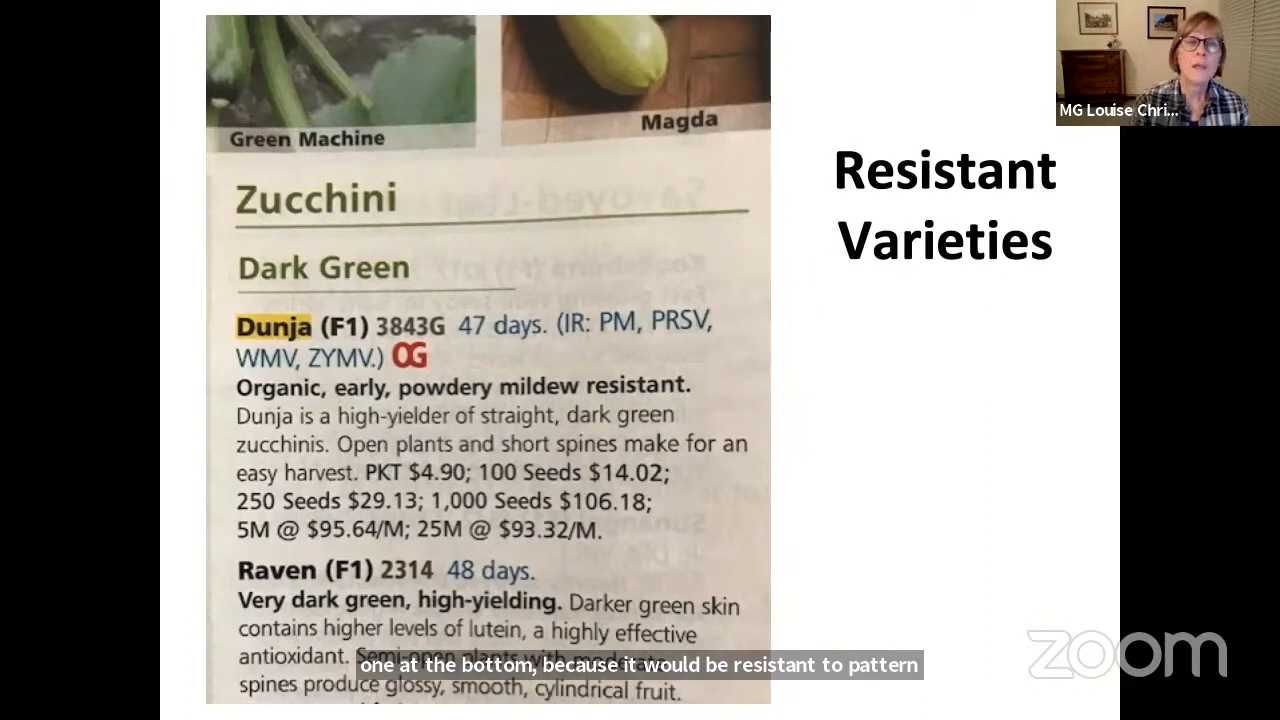 Green Machine
Magda
Zucchini
Dark Green
Dunja (F1) 3843G 47 days. (IR: PM, PRSV,
WMV, ZYMV.) OG
Organic, early, powdery mildew resistant.
Dunja is a high-yielder of straight, dark green
zucchinis. Open plants and short spines make for an
easy harvest. PKT $4.90; 100 Seeds $14.02;
250 Seeds $29.13; 1,000 Seeds $106.18;
5M @ $95.64/M; 25M @ $93.32/M.
Raven (F1) 2314 48 days.
Very dark green, high-yielding. Darker green skin
contains higher levels of lutein, a highly effective
antioxidant. Semi-open plants with moderate
spines produce glossy, smooth, cylindrical fruit.
Resistant
Varieties
MG Louise Chri...
one at the bottom, because it would be resistant to pattern
zoom